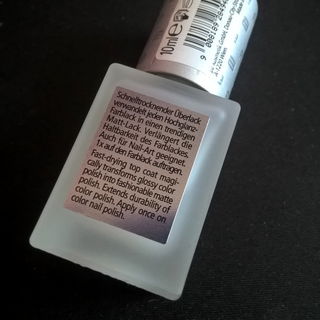 Schnelltrocknender Überlack
verwandelt jeden Hochglanz-
Farblack in einen trendigen
Matt-Lack. Verlängert die
Haltbarkeit des Farblackes.
Auch für Nail-Art geeignet.
1x auf den Farblack auftragen.
Fast-drying top coat magi-
cally transforms glossy color
polish into fashionable matte
color polish. Extends durability of
polish. Apply once on
color nail polish.
10ml